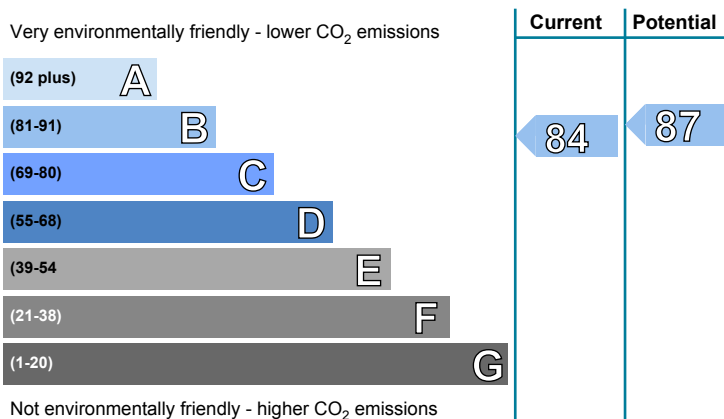 Current Potential
Very environmentally friendly - lower CO2 emissions
(92 plus) A
(81-91) B
84 87
(69-80) C
(55-68) D
(39-54 E
(21-38) F
(1-20) G
Not environmentally friendly - higher CO2 emissions